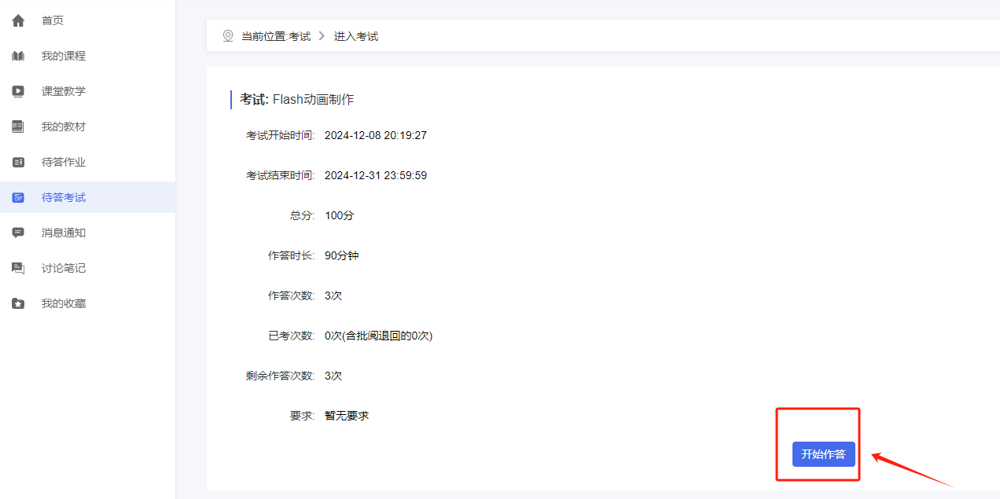 首页
我的课程
课堂教学
我的教材
待答作业
待答考试
消息通知
讨论笔记
我的收藏
当前位置:考试 > 进入考试
考试: Flash动画制作
考试开始时间: 2024-12-08 20:19:27
考试结束时间: 2024-12-31 23:59:59
总分: 100分
作答时长: 90分钟
作答次数: 3次
已考次数: 0次(含批阅退回的0次)
剩余作答次数: 3次
要求: 暂无要求
开始作答